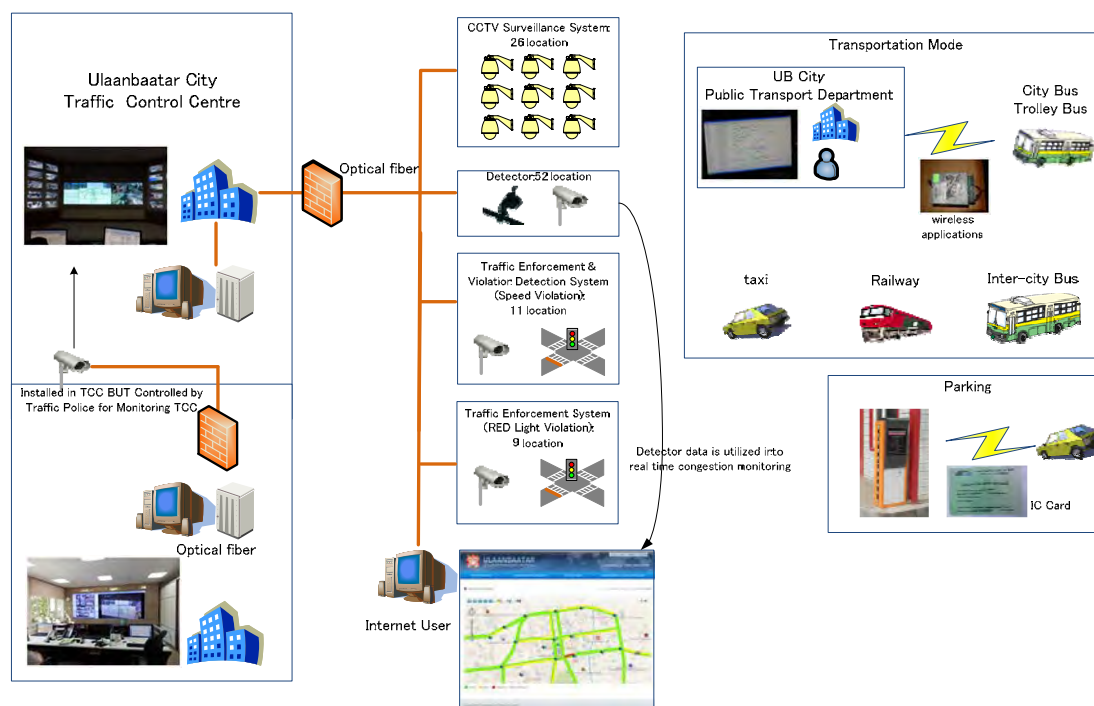 Ulaanbaatar City
Traffic Control Centre
Installed in TCC BUT Controlled by
Traffic Police for Monitoring TCC
Optical fiber
Optical fiber
CCTV Surveillance System:
26 location
Detector:52 location
Traffic Enforcement &
Violation Detection System
(Speed Violation):
11 location
Traffic Enforcement System
(RED Light Violation):
9 location
Detector data is utilized into
real time congestion monitoring
Internet User
ULAANBAATAR
Transportation Mode
UB City
Public Transport Department
City Bus
Trolley Bus
wireless
applications
taxi
Railway
Inter-city Bus
Parking
IC Card